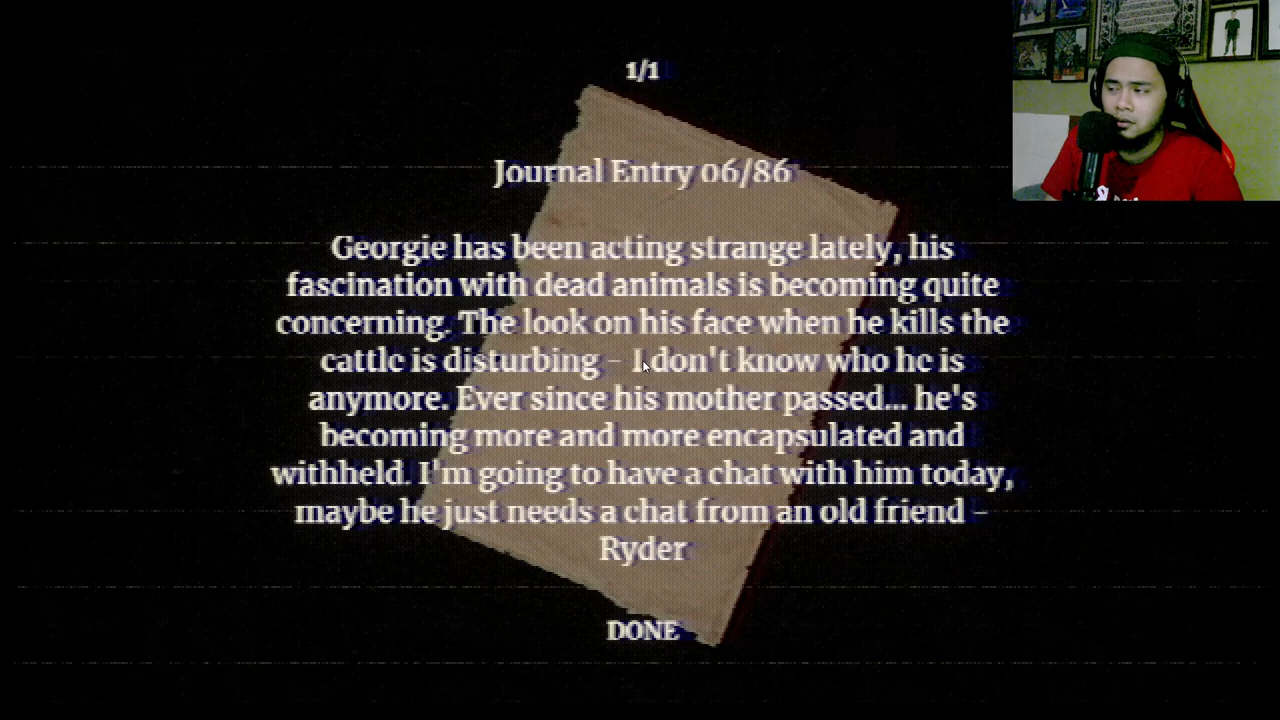 1/1
Journal Entry 06/86
Georgie has been acting strange lately, his
fascination with dead animals is becoming quite
concerning. The look on his face when he kills the
cattle is disturbing - I don't know who he is
anymore. Ever since his mother passed... he's
becoming more and more encapsulated and
withheld. I'm going to have a chat with him today,
maybe he just needs a chat from an old friend -
Ryder
DONE